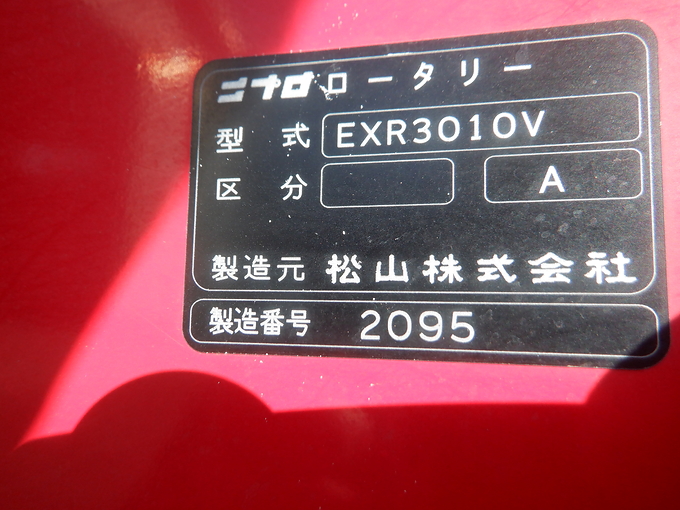 ニプロロータリー
型式 EXR3010V
区分 A
製造元 松山株式会社
製造番号 2095